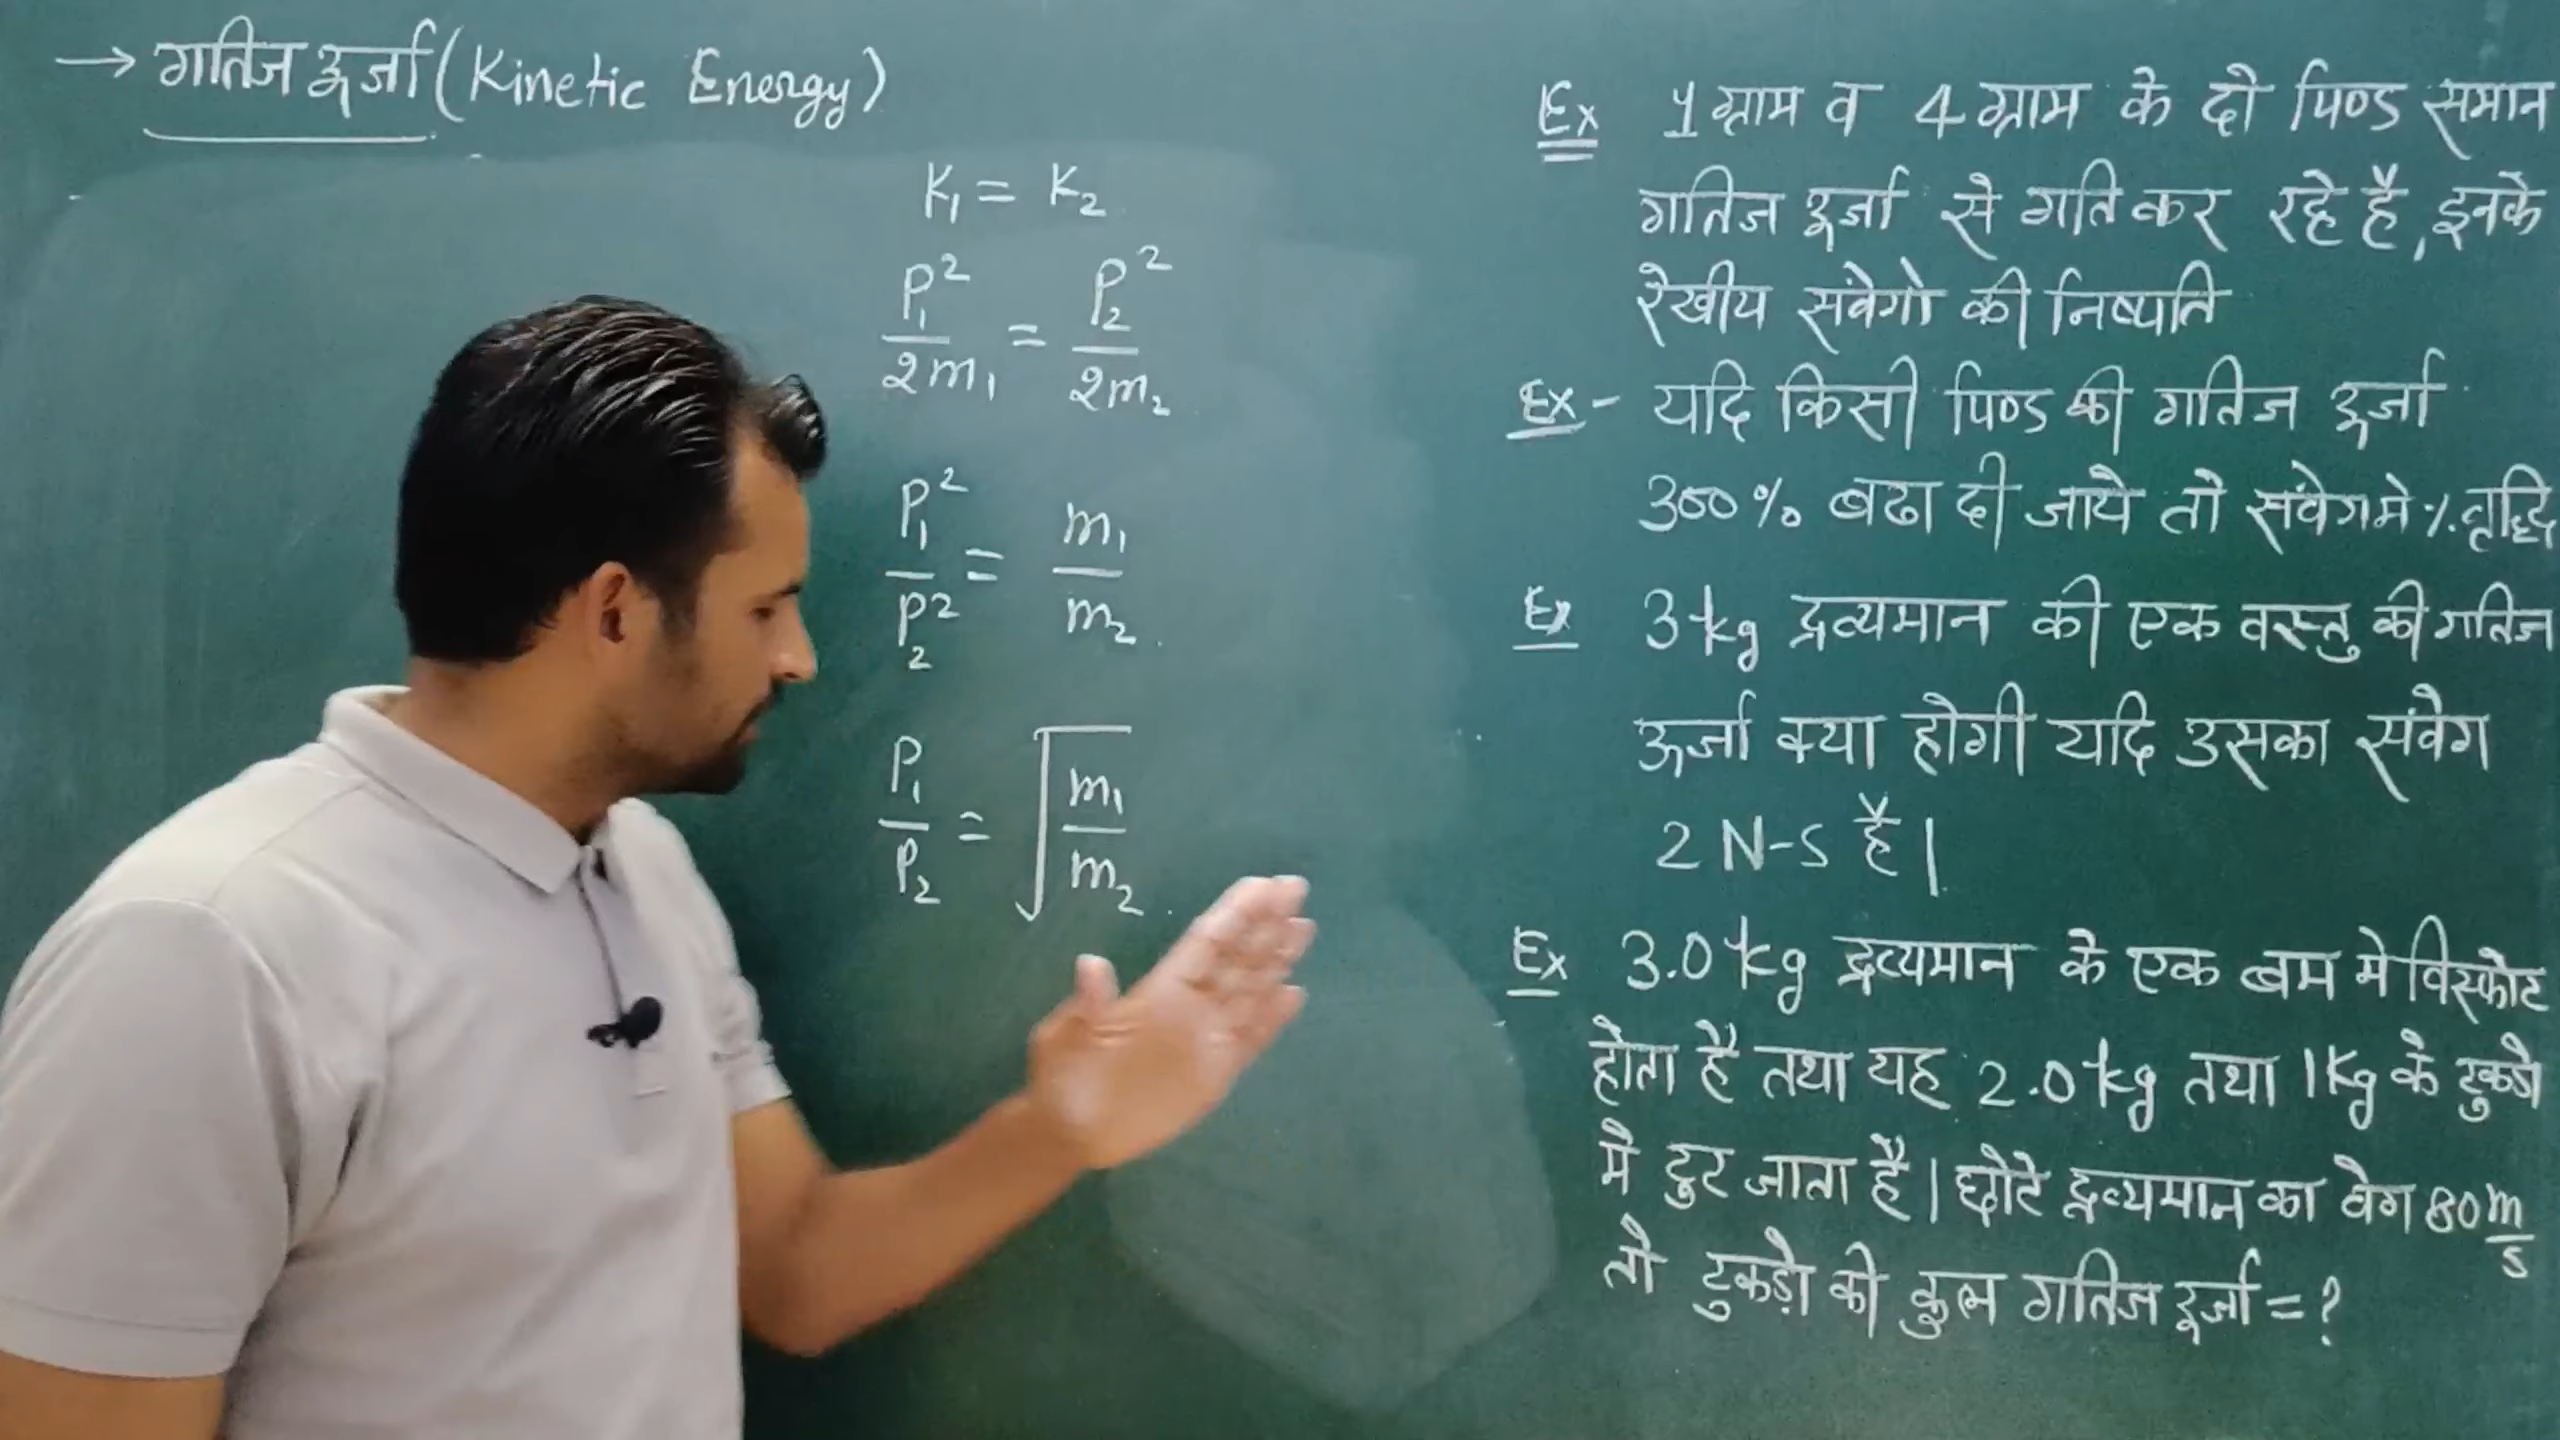 → गतिज ऊर्जा (Kinetic Energy)
K₁ = K₂
P₁²/2m₁ = P₂²/2m₂
P₁²/P₂² = m₁/m₂
P₁/P₂ = √(m₁/m₂)
Ex 1 ग्राम व 4 ग्राम के दो पिण्ड समान
गतिज ऊर्जा से गति कर रहे हैं, इनके
रेखीय संवेगो की निष्पति
Ex - यदि किसी पिण्ड की गतिज ऊर्जा
300% बढा दी जाये तो संवेग मे % वृद्धि
Ex 3 kg द्रव्यमान की एक वस्तु की गतिज
ऊर्जा क्या होगी यदि उसका संवेग
2 N-S है |
Ex 3.0 kg द्रव्यमान के एक बम मे विस्फोट
होता है तथा यह 2.0 kg तथा 1 Kg के टुकडो
मे टुट जाता है | छोटे द्रव्यमान का वेग 80 m/s
तो टुकड़ो की कुल गतिज ऊर्जा = ?